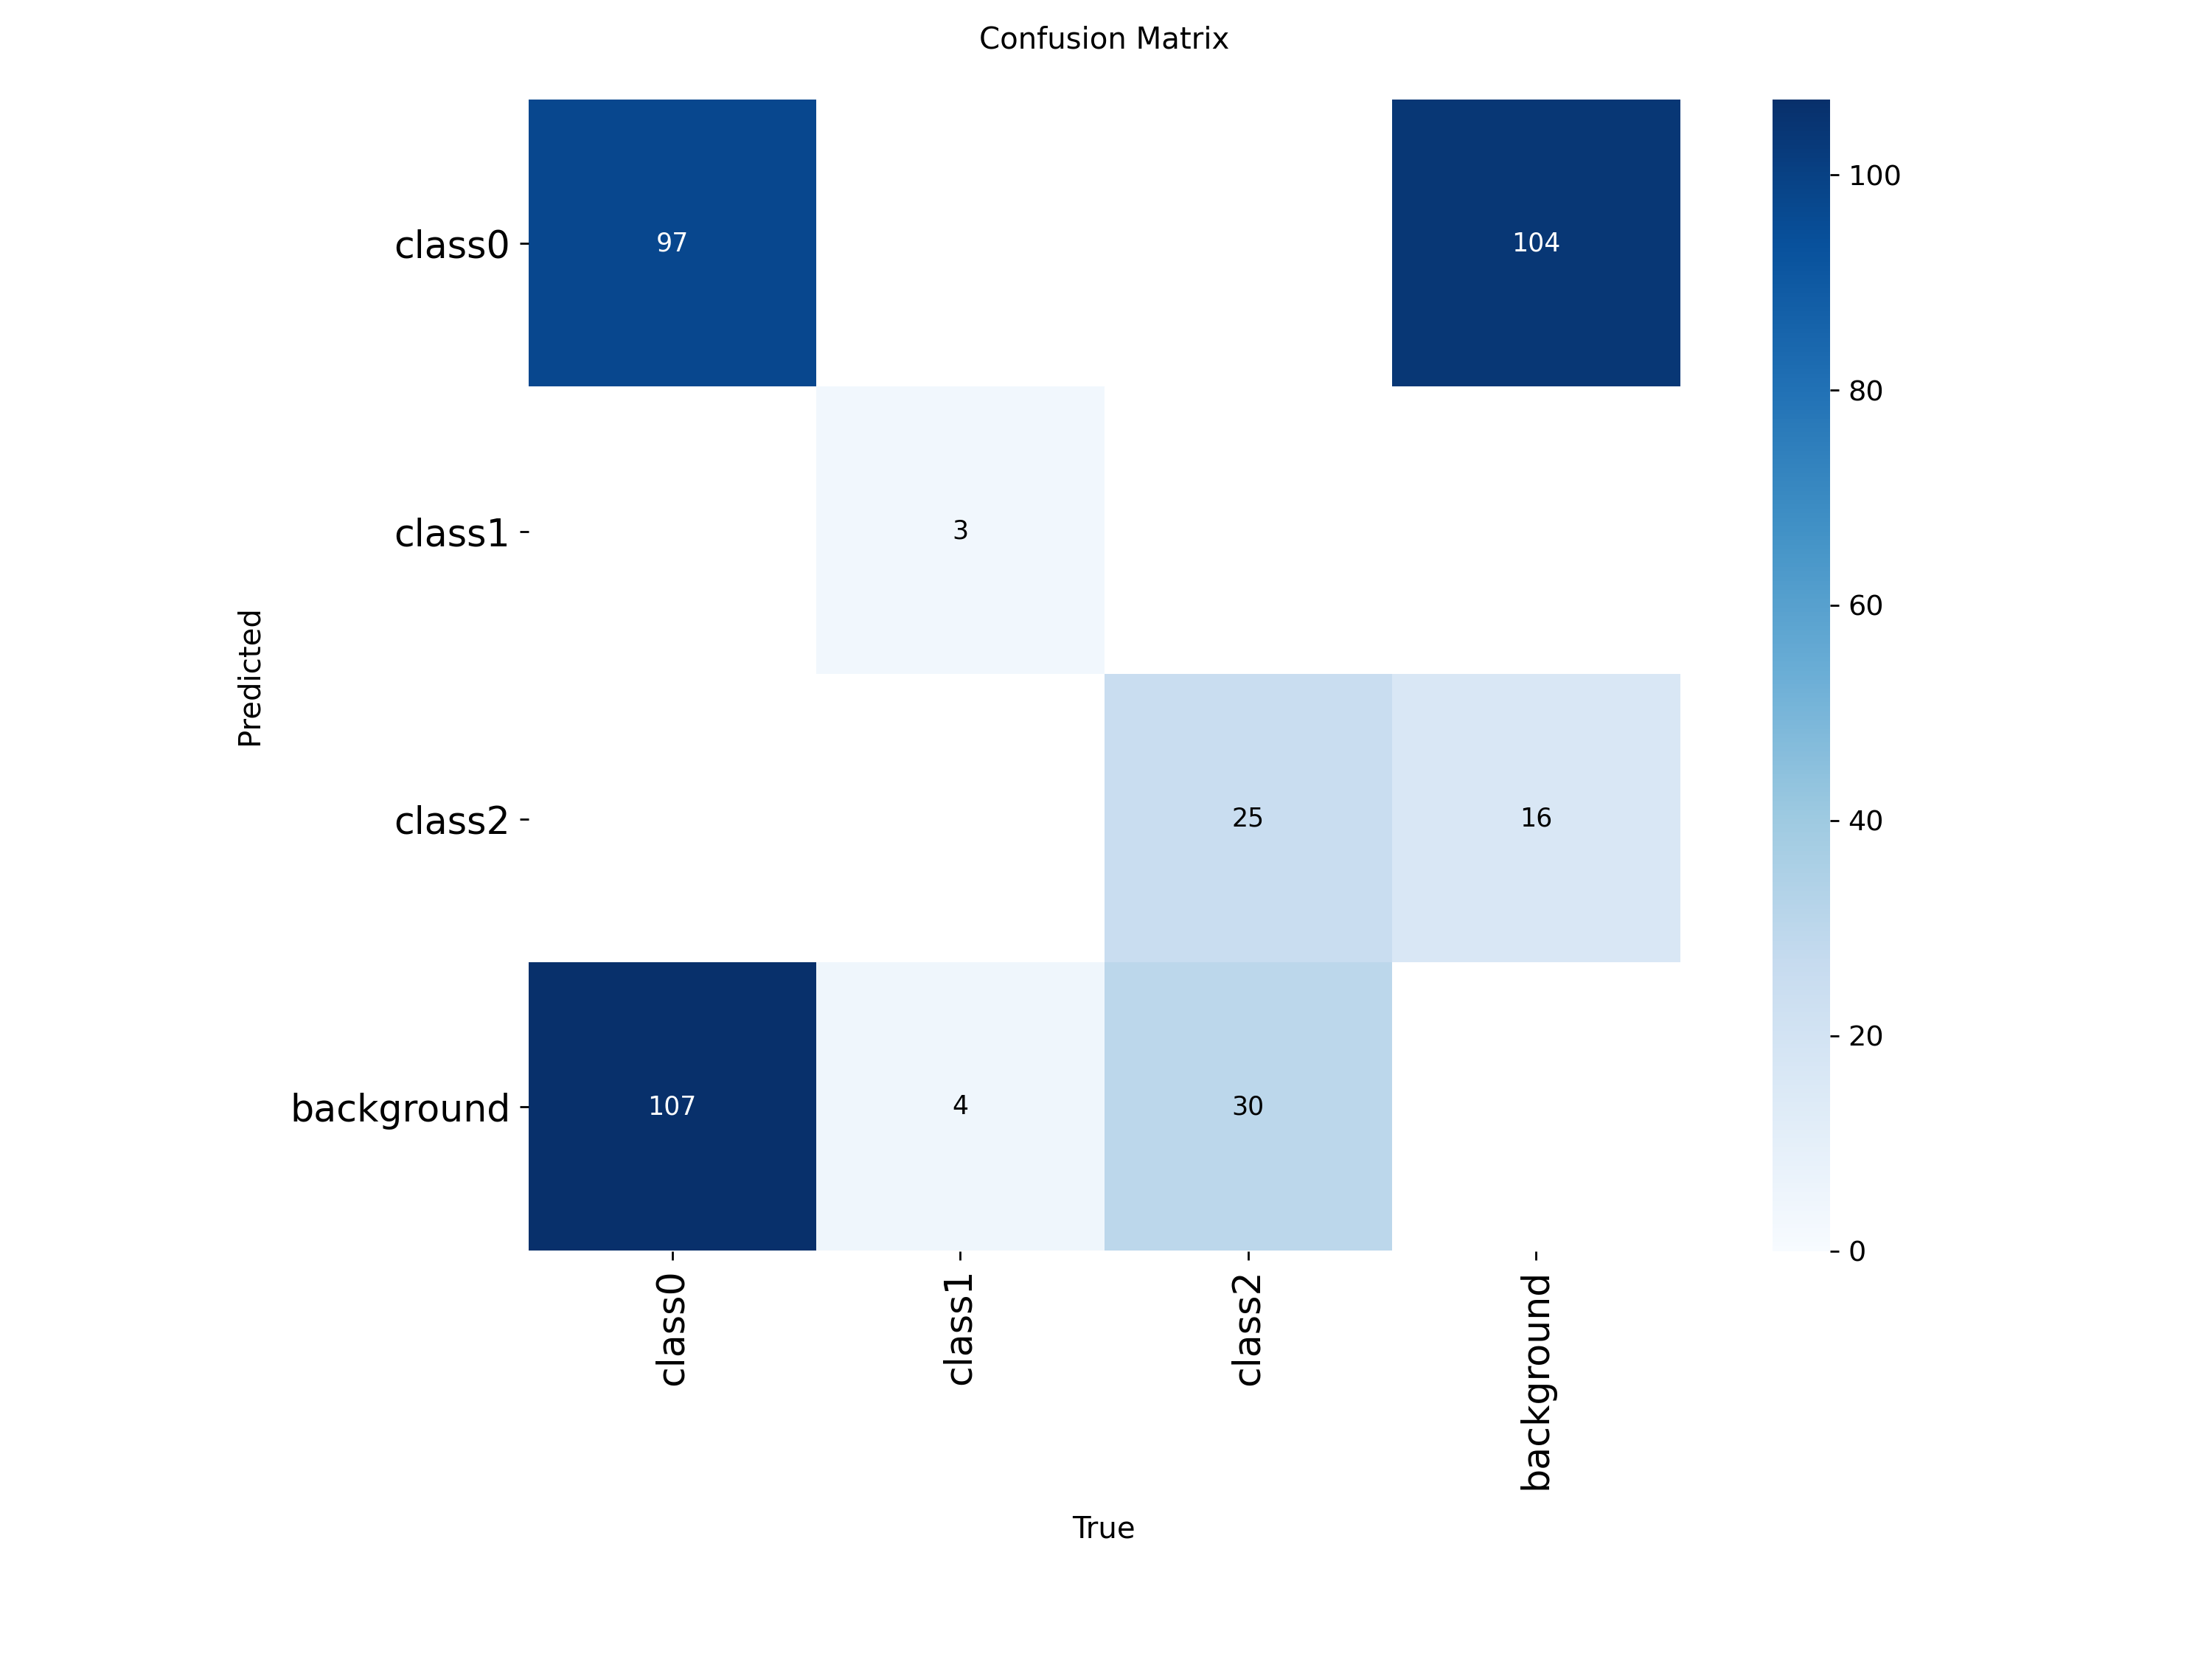 Confusion Matrix
class0
97
104
100
80
class1
3
60
Predicted
class2
25
16
40
20
background
107
4
30
0
class0
class1
class2
background
True